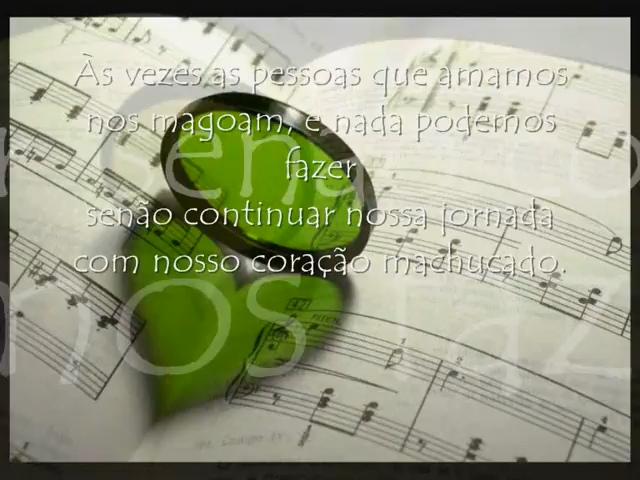 Às vezes as pessoas que amamos
nos magoam, e nada podemos
fazer
senão continuar nossa jornada
com nosso coração machucado.